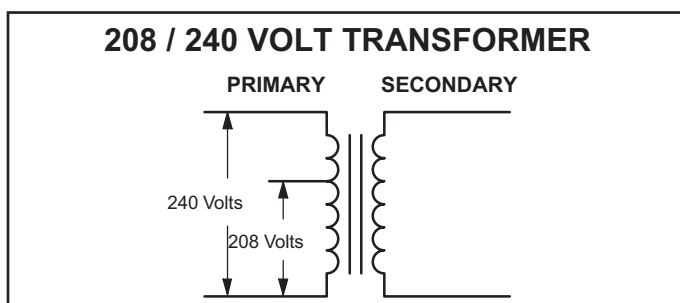 208 / 240 VOLT TRANSFORMER
PRIMARY SECONDARY
240 Volts
208 Volts